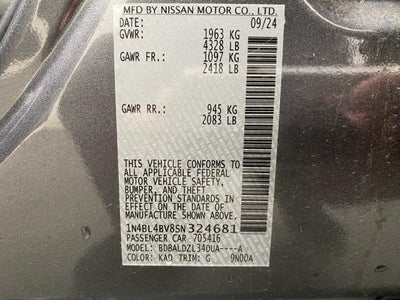 MFD BY NISSAN MOTOR CO., LTD.
09/24
GVWR: 1963 KG
4328 LB
GAWR FR.: 1097 KG
2418 LB
GAWR RR.: 945 KG
2083 LB
THIS VEHICLE CONFORMS TO
ALL APPLICABLE FEDERAL
MOTOR VEHICLE SAFETY,
BUMPER, AND THEFT
PREVENTION STANDARDS IN
EFFECT ON THE DATE OF
MANUFACTURE SHOWN ABOVE.
1N4BL4BV8SN324681
PASSENGER CAR 705416
MODEL: BDBALDZL34DUA----A
COLOR: KAD TRIM: G 9N00A